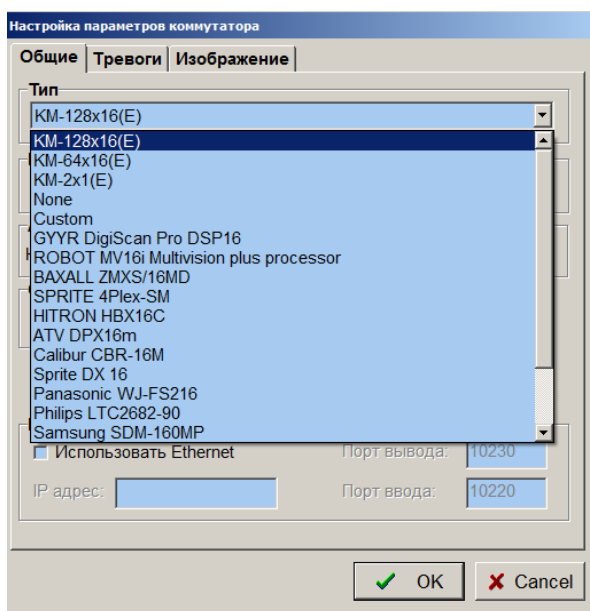 Настройка параметров коммутатора
Общие Тревоги Изображение
Тип
KM-128x16(E)
KM-128x16(E)
KM-64x16(E)
KM-2x1(E)
None
Custom
GYYR DigiScan Pro DSP16
ROBOT MV16i Multivision plus processor
BAXALL ZMXS/16MD
SPRITE 4Plex-SM
HITRON HBX16C
ATV DPX16m
Calibur CBR-16M
Sprite DX 16
Panasonic WJ-FS216
Philips LTC2682-90
Samsung SDM-160MP
Использовать Ethernet Порт вывода: 10230
IP адрес: Порт ввода: 10220
OK Cancel